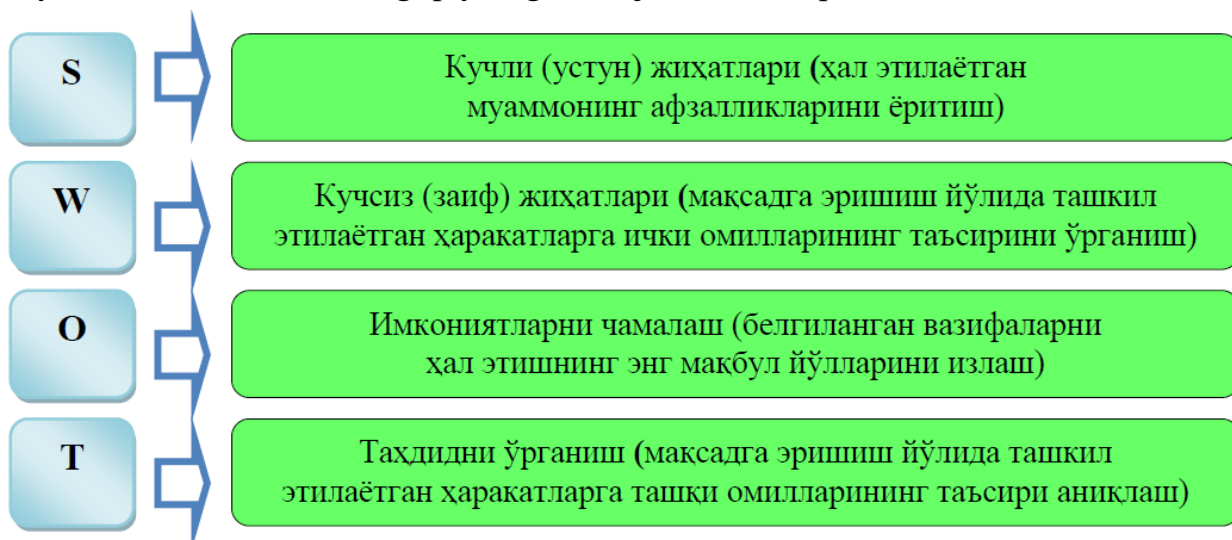 S
Кучли (устун) жиҳатлари (ҳал этилаётган
муаммонинг афзалликларини ёритиш)
W
Кучсиз (заиф) жиҳатлари (мақсадга эришиш йўлида ташкил
этилаётган ҳаракатларга ички омилларининг таъсирини ўрганиш)
O
Имкониятларни чамалаш (белгиланган вазифаларни
ҳал этишнинг энг мақбул йўлларини излаш)
T
Таҳдидни ўрганиш (мақсадга эришиш йўлида ташкил
этилаётган ҳаракатларга ташқи омилларининг таъсири аниқлаш)